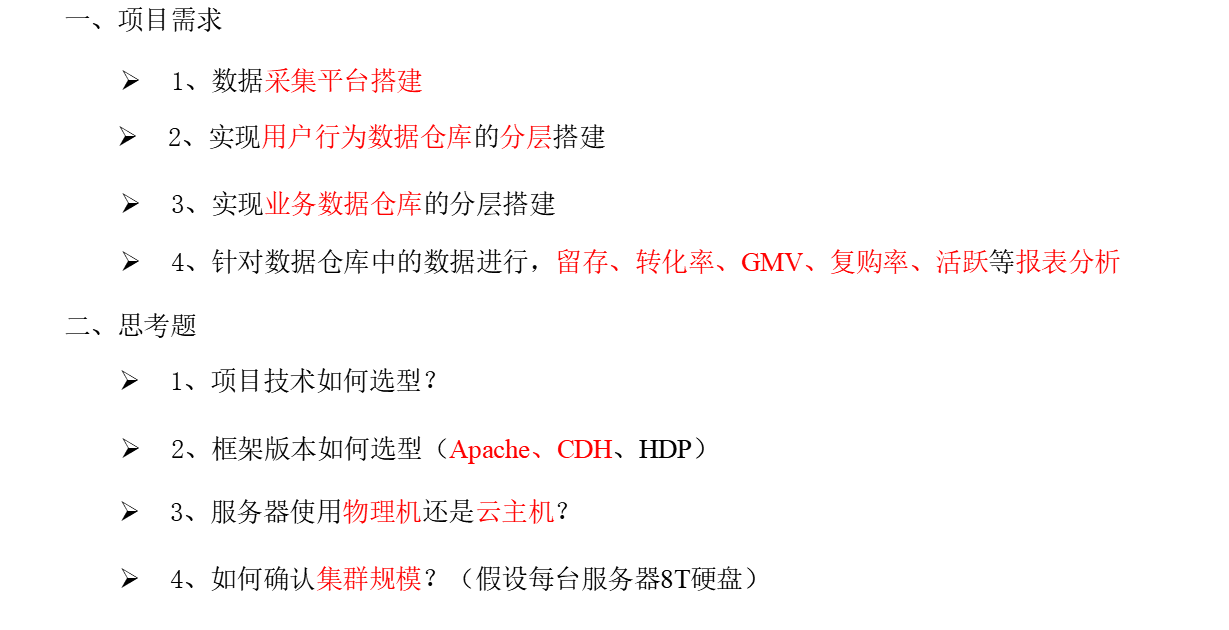 一、项目需求
➢ 1、数据采集平台搭建
➢ 2、实现用户行为数据仓库的分层搭建
➢ 3、实现业务数据仓库的分层搭建
➢ 4、针对数据仓库中的数据进行，留存、转化率、GMV、复购率、活跃等报表分析
二、思考题
➢ 1、项目技术如何选型？
➢ 2、框架版本如何选型（Apache、CDH、HDP）
➢ 3、服务器使用物理机还是云主机？
➢ 4、如何确认集群规模？（假设每台服务器8T硬盘）